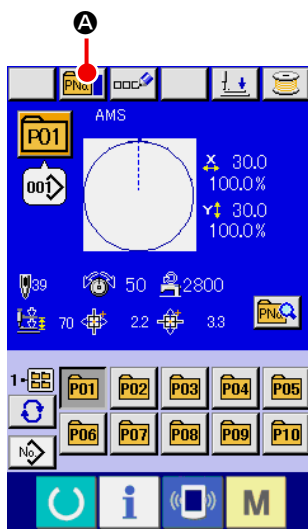 A
PNo.
AMS
P01
001
X 30.0
100.0%
Y 30.0
100.0%
39 50 2800
70 2.2 3.3
PNo.
1-
P01 P02 P03 P04 P05
P06 P07 P08 P09 P10
No.
i M